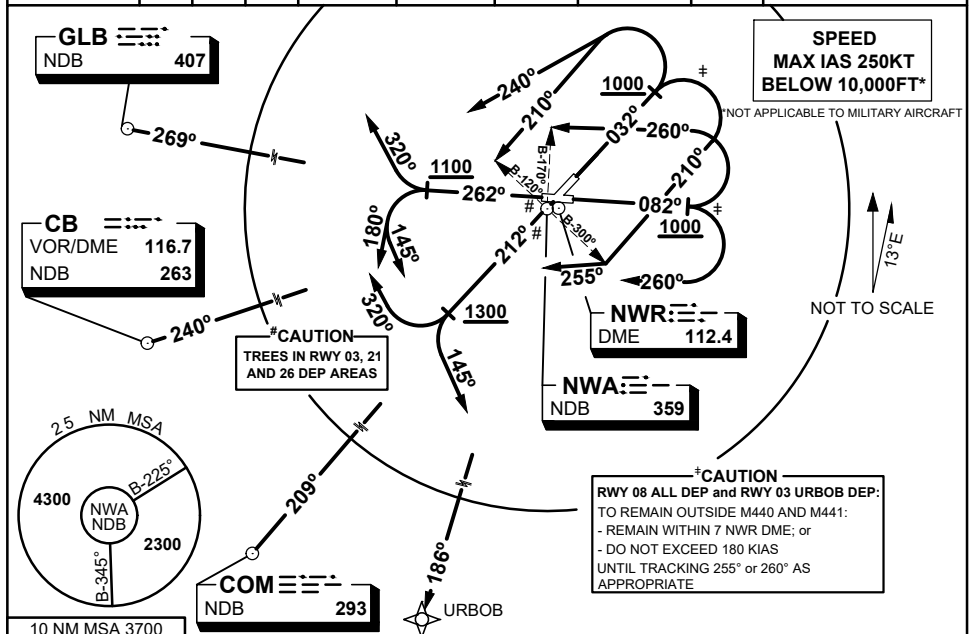 GLB
NDB 407
269°
CB
VOR/DME 116.7
NDB 263
240°
SPEED
MAX IAS 250KT
BELOW 10,000FT*
*NOT APPLICABLE TO MILITARY AIRCRAFT
240°
210°
1000
‡
032°
260°
B-170°
B-120°
210°
320°
1100
262°
#
#
082°
‡
1000
180°
145°
212°
B-300°
255°
260°
320°
1300
145°
13°E
NOT TO SCALE
NWR
DME 112.4
NWA
NDB 359
#CAUTION
TREES IN RWY 03, 21
AND 26 DEP AREAS
‡CAUTION
RWY 08 ALL DEP and RWY 03 URBOB DEP:
TO REMAIN OUTSIDE M440 AND M441:
- REMAIN WITHIN 7 NWR DME; or
- DO NOT EXCEED 180 KIAS
UNTIL TRACKING 255° or 260° AS
APPROPRIATE
25 NM MSA
B-225°
4300
NWA
NDB
2300
B-345°
10 NM MSA 3700
209°
COM
NDB 293
186°
URBOB